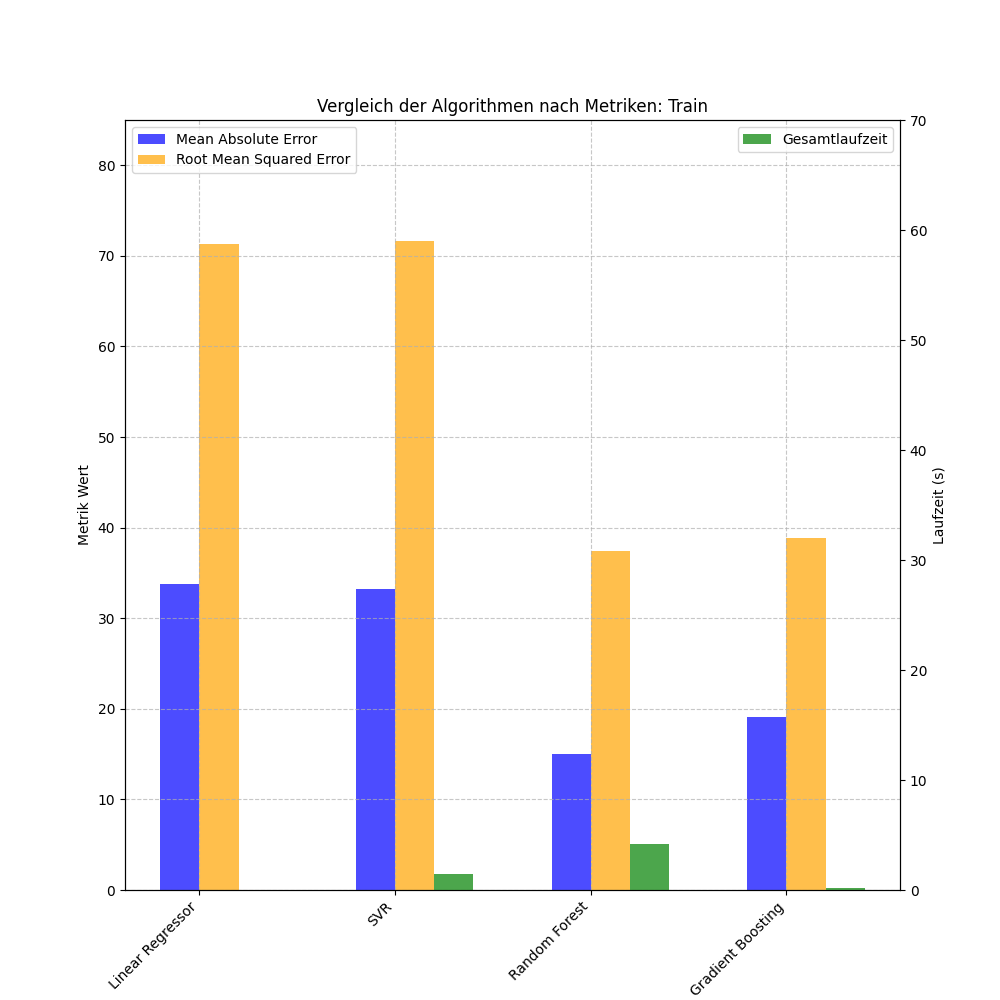 Vergleich der Algorithmen nach Metriken: Train
Mean Absolute Error
Root Mean Squared Error
Gesamtlaufzeit
Metrik Wert
80
70
60
50
40
30
20
10
0
Laufzeit (s)
70
60
50
40
30
20
10
0
Linear Regressor
SVR
Random Forest
Gradient Boosting